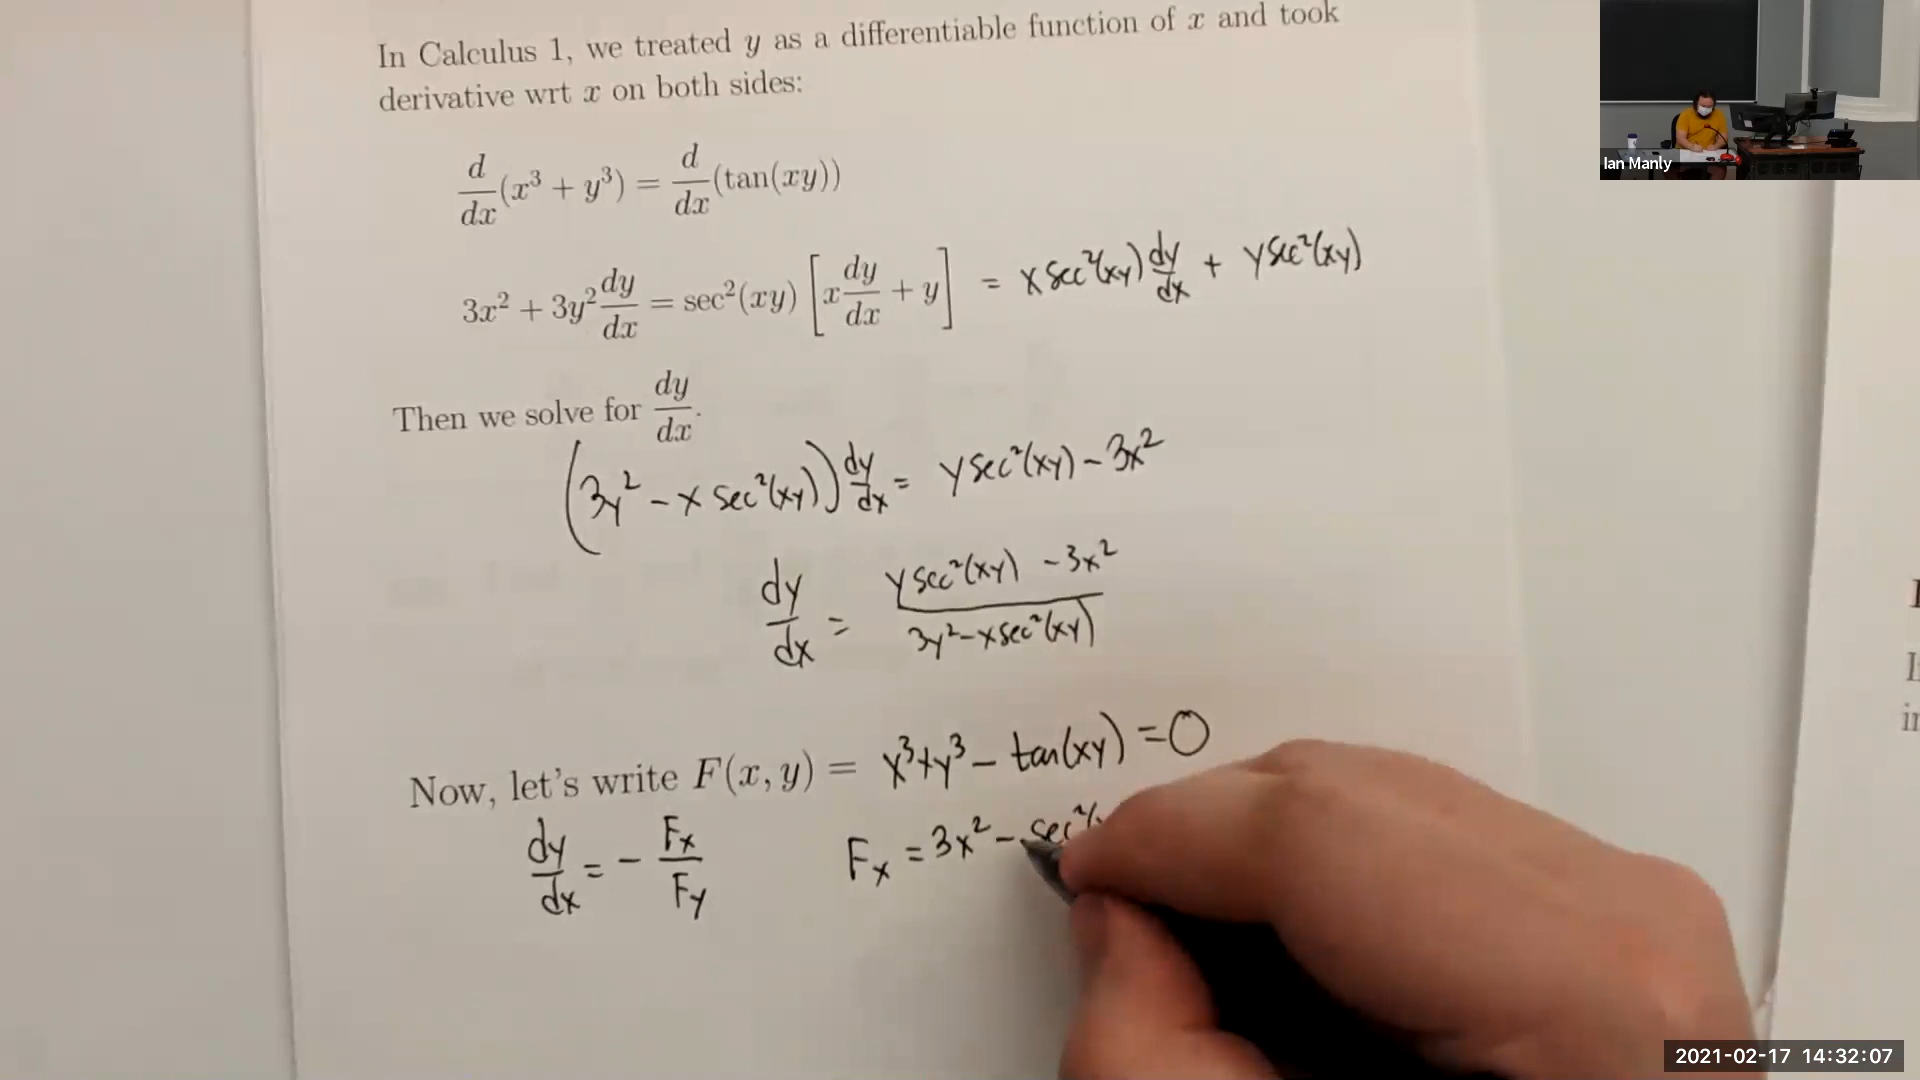 In Calculus 1, we treated y as a differentiable function of x and took
derivative wrt x on both sides:
Ian Manly
d/dx (x³ + y³) = d/dx (tan(xy))
3x² + 3y² dy/dx = sec²(xy) [x dy/dx + y] = x sec²(xy) dy/dx + y sec²(xy)
Then we solve for dy/dx.
(3y² − x sec²(xy)) dy/dx = y sec²(xy) − 3x²
dy/dx = (y sec²(xy) − 3x²)/(3y² − x sec²(xy))
Now, let's write F(x, y) = x³+y³ − tan(xy) = 0
dy/dx = − Fx/Fy Fx = 3x² − sec²(
2021-02-17 14:32:07